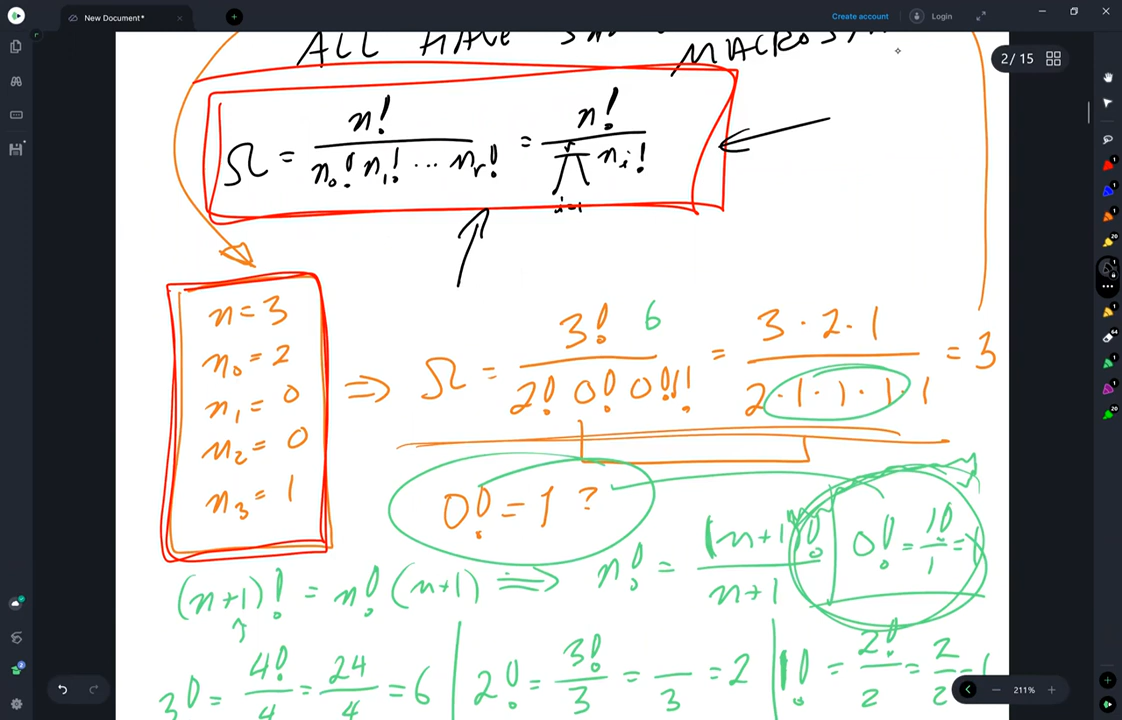 New Document*
Create account
Login
2/15
ALL HAVE
Ω = n! / n₀! n₁! ... nᵣ! = n! / ∏ᵢ₌₁ʳ nᵢ!
n = 3
n₀ = 2
n₁ = 0
n₂ = 0
n₃ = 1
⇒ Ω = 3! / 2! 0! 0! 1! = 3 · 2 · 1 / 2 · 1 · 1 · 1 · 1 = 3
6
0! = 1 ?
(n+1)! = n! (n+1) ⇒ n! = (n+1)! / n+1
0! = 1! / 1 = 1
3! = 4! / 4 = 24 / 4 = 6 | 2! = 3! / 3 = / 3 = 2 | 1! = 2! / 2 = 2 / 2 = 1
211%